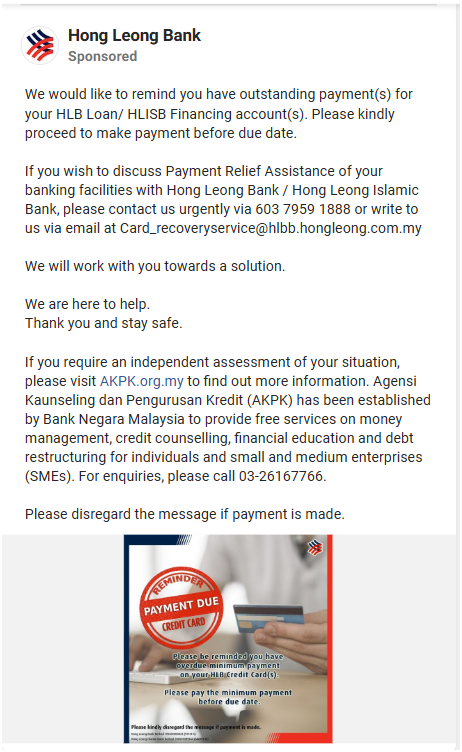 Hong Leong Bank
Sponsored
We would like to remind you have outstanding payment(s) for
your HLB Loan/ HLISB Financing account(s). Please kindly
proceed to make payment before due date.
If you wish to discuss Payment Relief Assistance of your
banking facilities with Hong Leong Bank / Hong Leong Islamic
Bank, please contact us urgently via 603 7959 1888 or write to
us via email at Card_recoveryservice@hlbb.hongleong.com.my
We will work with you towards a solution.
We are here to help.
Thank you and stay safe.
If you require an independent assessment of your situation,
please visit AKPK.org.my to find out more information. Agensi
Kaunseling dan Pengurusan Kredit (AKPK) has been established
by Bank Negara Malaysia to provide free services on money
management, credit counselling, financial education and debt
restructuring for individuals and small and medium enterprises
(SMEs). For enquiries, please call 03-26167766.
Please disregard the message if payment is made.
REMINDER
PAYMENT DUE
CREDIT CARD
Please be reminded you have
overdue minimum payment
on your HLB Credit Card(s).
Please pay the minimum payment
before due date.
Please kindly disregard the message if payment is made.